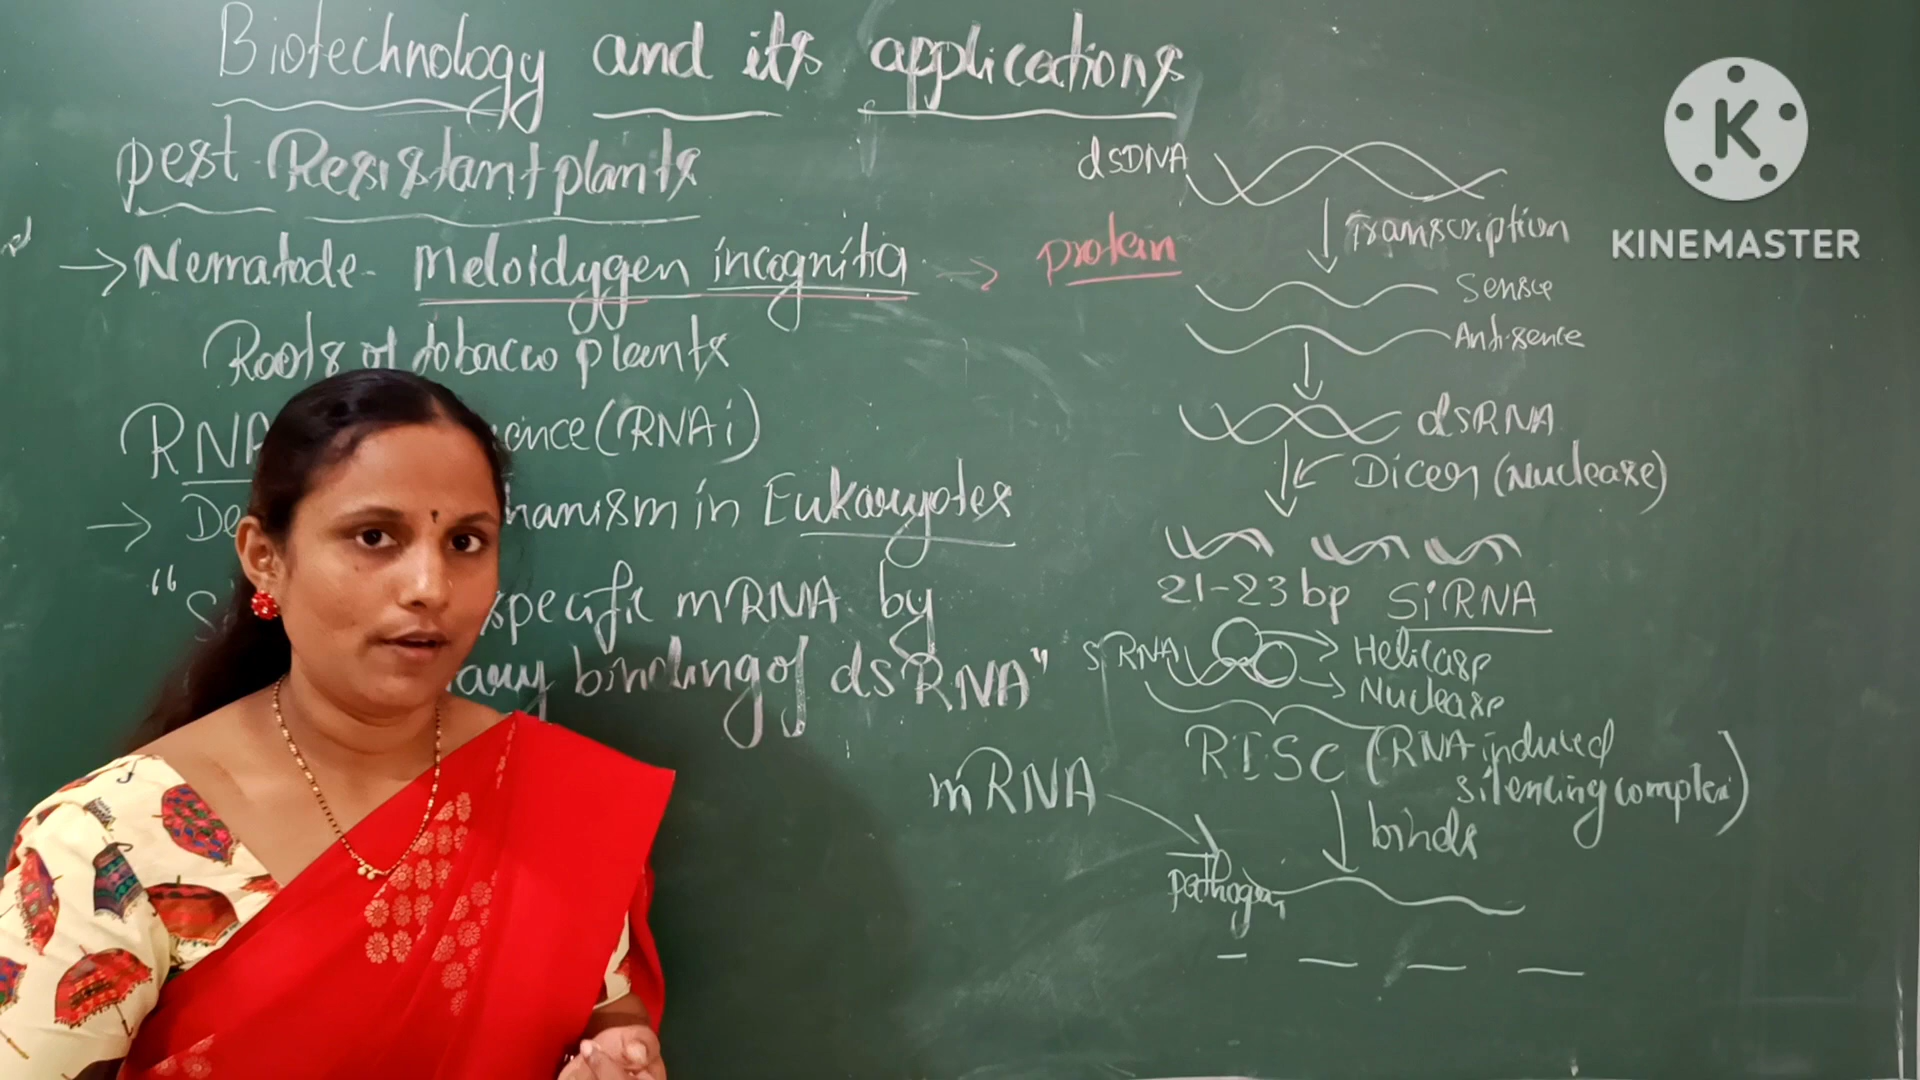 Biotechnology and its applications
pest Resistant plants
→ Nematode - Meloidygen incognitia → protein
Roots of tobacco plants
RNA ence (RNAi)
→ De hanism in Eukaryotes
"S specific mRNA by
ary binding of dsRNA"
dsDNA
Transcription
Sensce
Anti-sence
dsRNA
Dicer (Nuclease)
21-23 bp SiRNA
SiRNA
Helicase
Nuclease
RISC (RNA induced
silencing complex)
mRNA
binds
pathogen
K
KINEMASTER